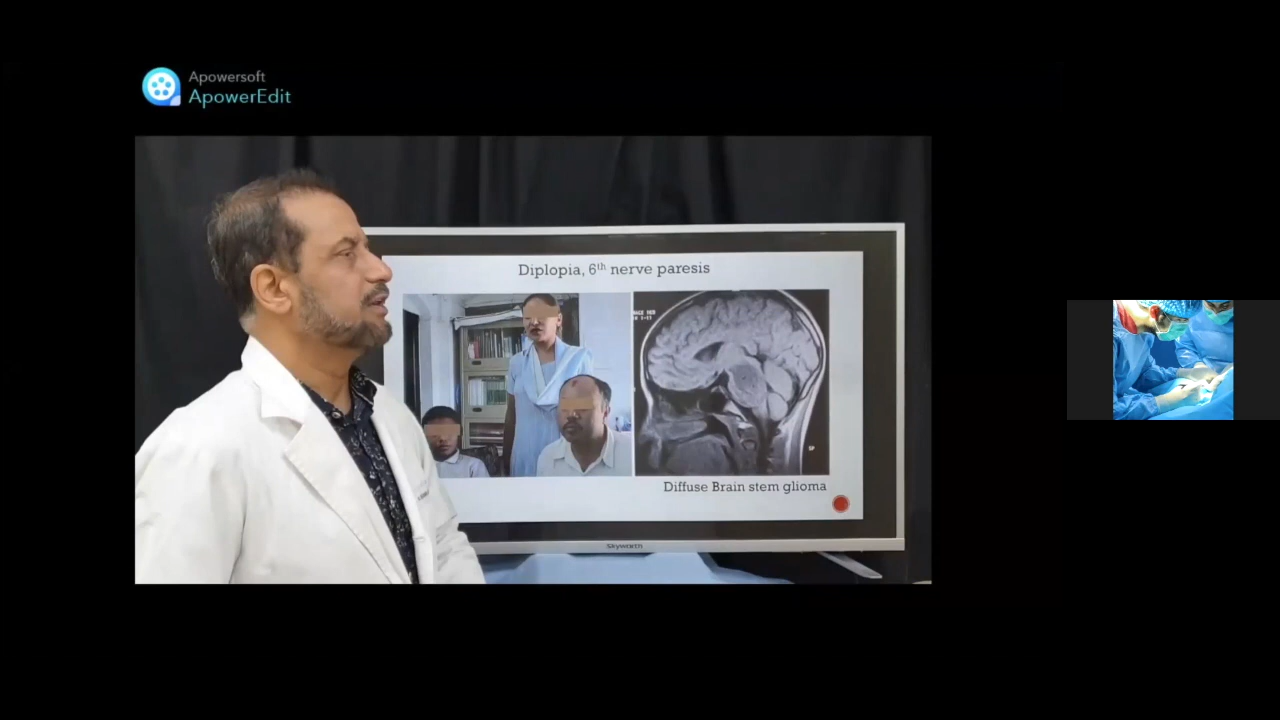 Apowersoft
ApowerEdit
Diplopia, 6th nerve paresis
Diffuse Brain stem glioma
Skyworth